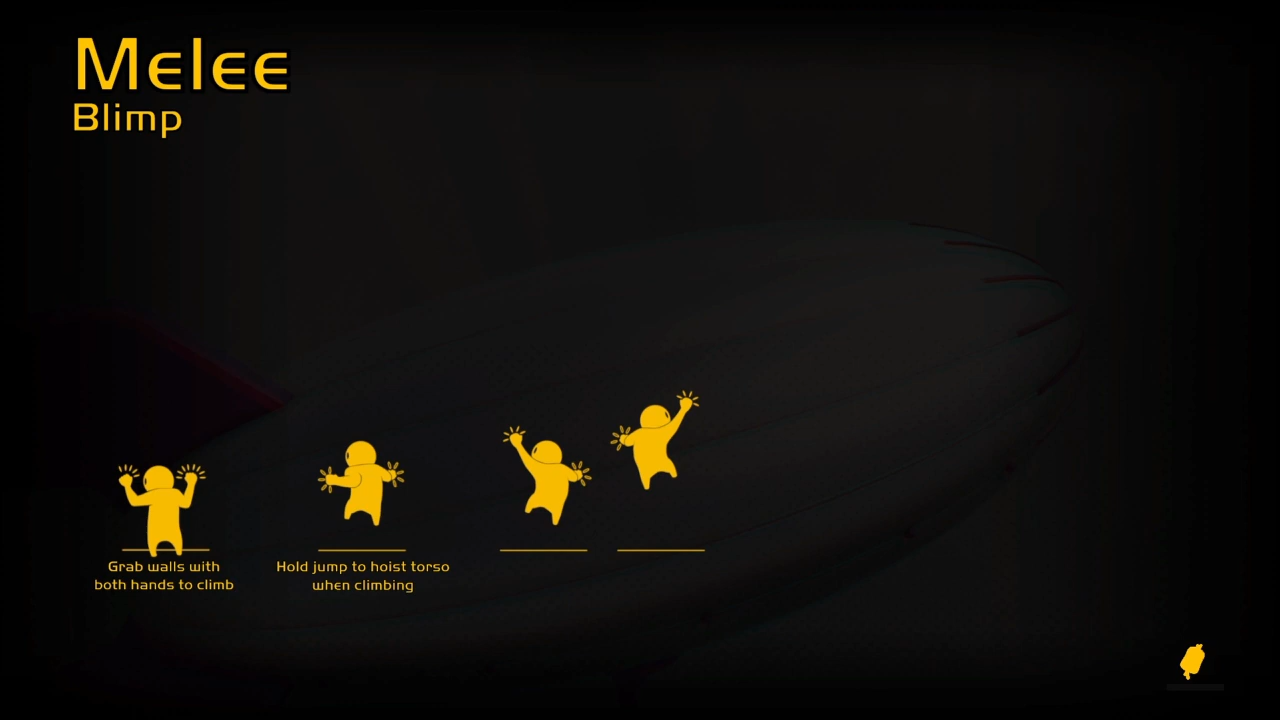 Melee
Blimp
Grab walls with
both hands to climb
Hold jump to hoist torso
when climbing